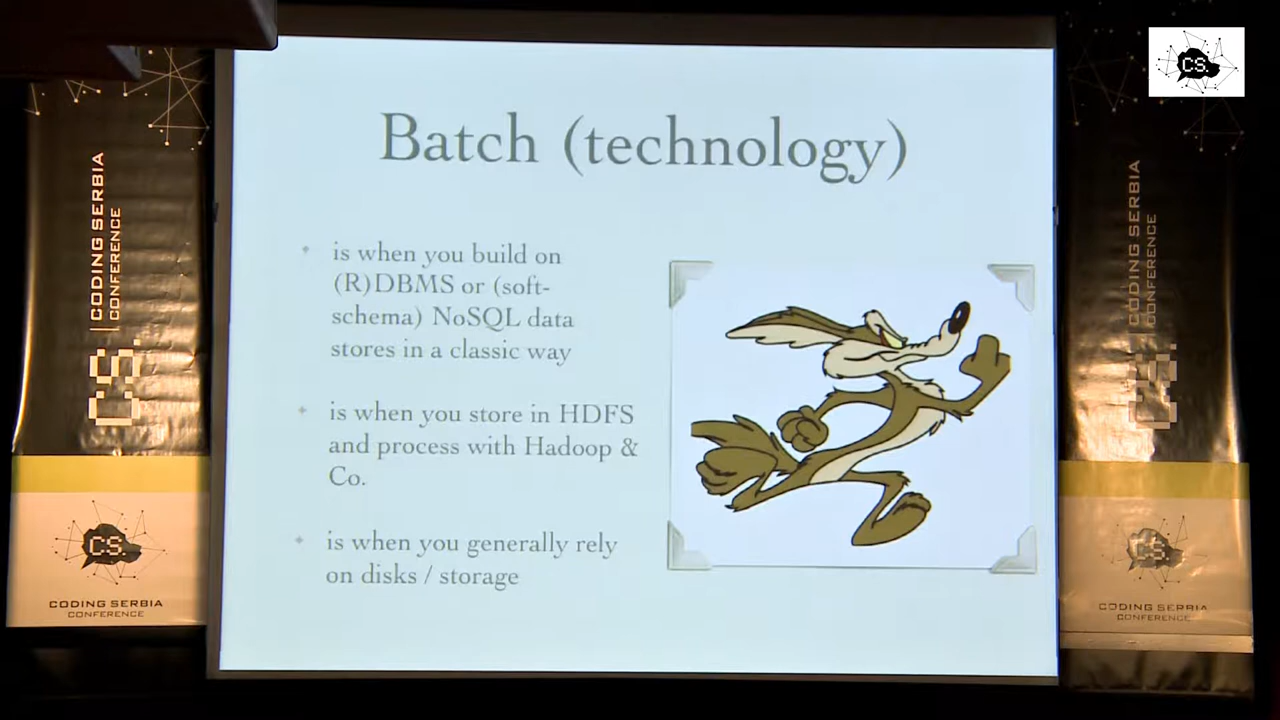 CS.
Batch (technology)
is when you build on
(R)DBMS or (soft-
schema) NoSQL data
stores in a classic way
is when you store in HDFS
and process with Hadoop &
Co.
is when you generally rely
on disks / storage
CS. CODING SERBIA
CONFERENCE
CS.
CODING SERBIA
CONFERENCE
CS. CODING SERBIA
CONFERENCE
CS.
CODING SERBIA
CONFERENCE